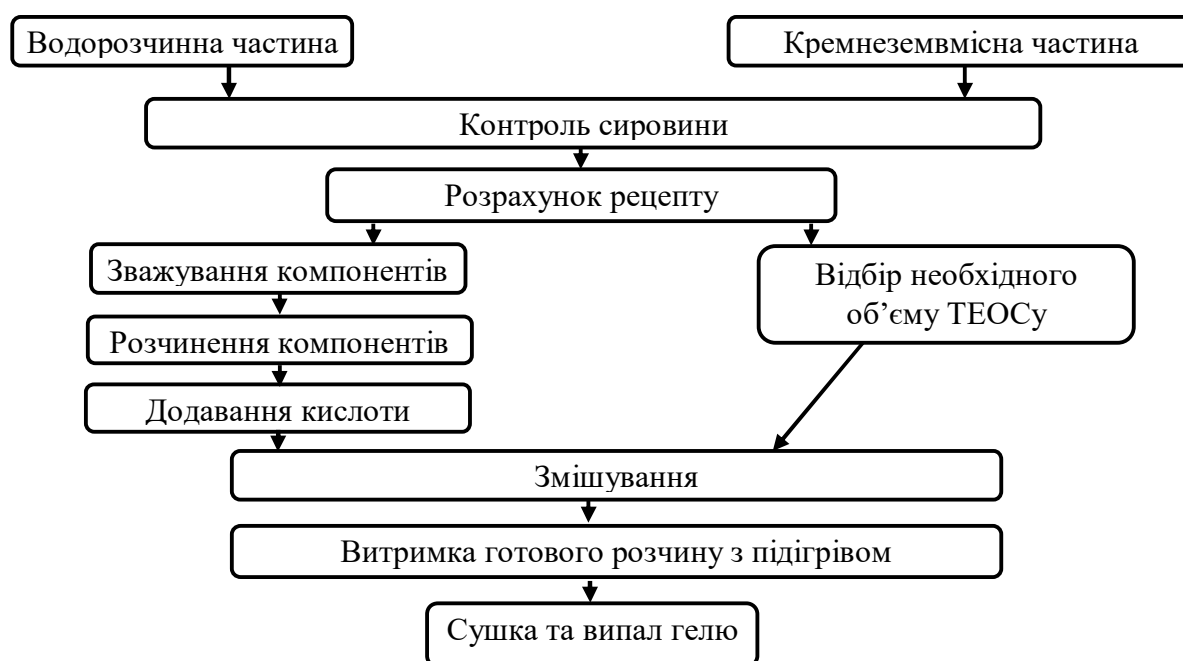 Водорозчинна частина
Кремнеземвмісна частина
Контроль сировини
Розрахунок рецепту
Зважування компонентів
Розчинення компонентів
Додавання кислоти
Відбір необхідного
об’єму ТЕОСу
Змішування
Витримка готового розчину з підігрівом
Сушка та випал гелю